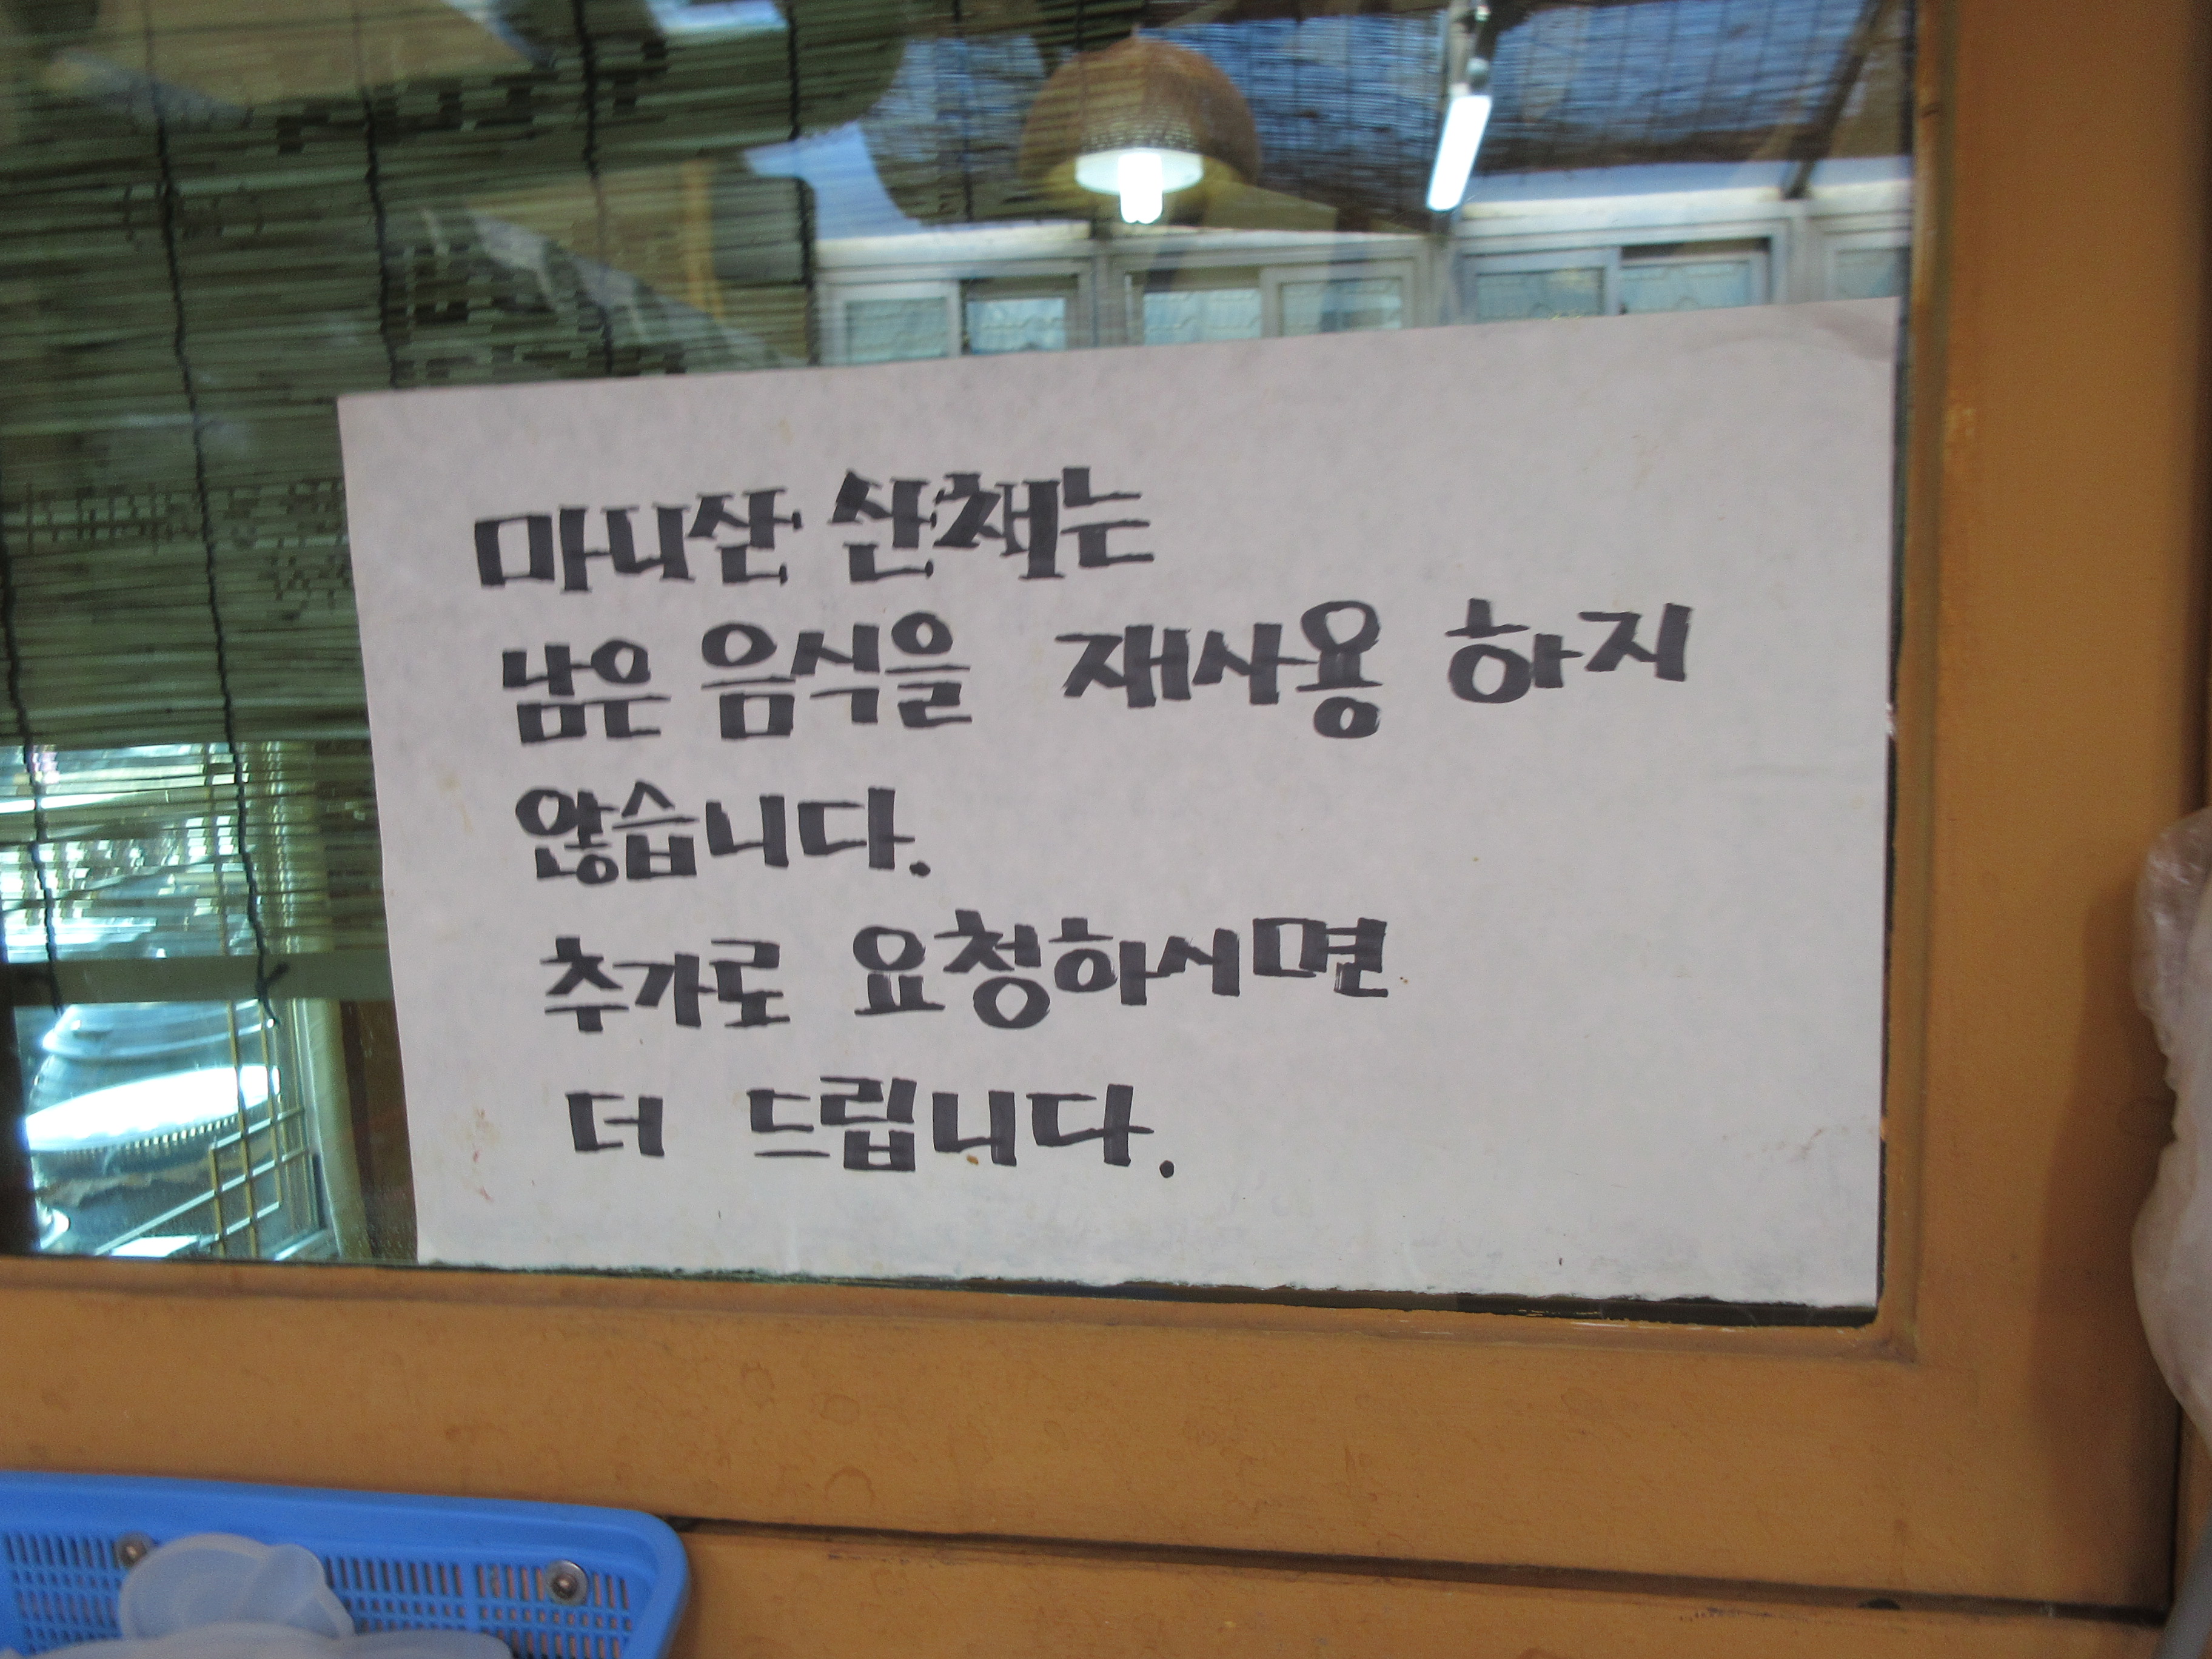 마니산 산채는
남은 음식을 재사용 하지
않습니다.
추가로 요청하시면
더 드립니다.